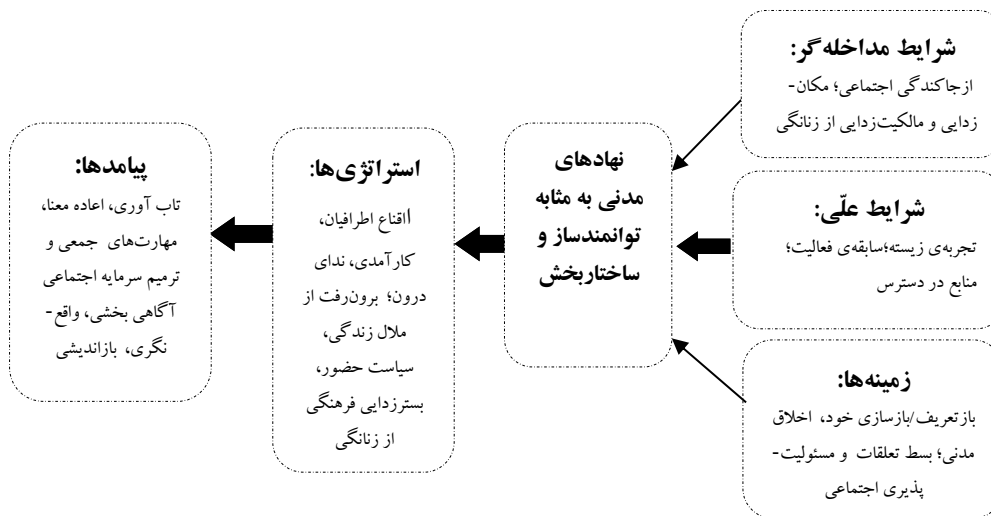 شرایط مداخله‌گر:
ازجاکندگی اجتماعی؛ مکان-
زدایی و مالکیت‌زدایی از زنانگی
شرایط علّی:
تجربه‌ی زیسته؛سابقه‌ی فعالیت؛
منابع در دسترس
زمینه‌ها:
بازتعریف/بازسازی خود، اخلاق
مدنی؛ بسط تعلقات و مسئولیت-
پذیری اجتماعی
نهادهای
مدنی به مثابه
توانمندساز و
ساختاربخش
استراتژی‌ها:
ااقناع اطرافیان،
کارآمدی، ندای
درون؛ برون‌رفت از
ملال زندگی،
سیاست حضور،
بسترزدایی فرهنگی
از زنانگی
پیامدها:
تاب آوری، اعاده معنا،
مهارت‌های جمعی و
ترمیم سرمایه اجتماعی
آگاهی بخشی، واقع-
نگری، بازاندیشی